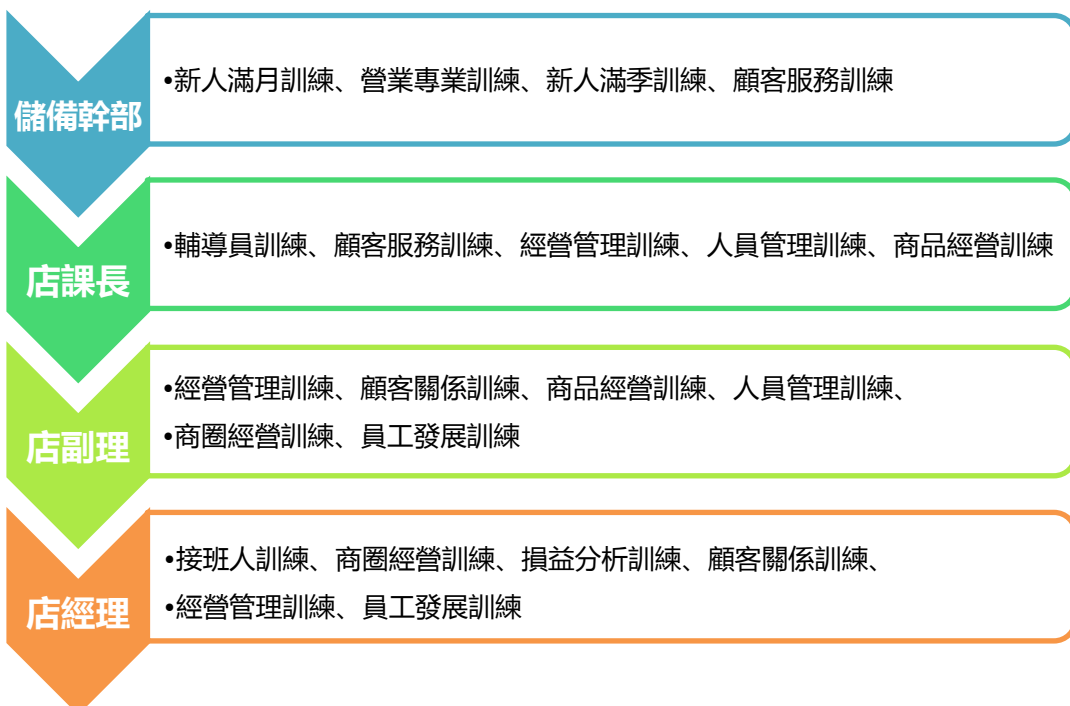 儲備幹部
•新人滿月訓練、營業專業訓練、新人滿季訓練、顧客服務訓練
店課長
•輔導員訓練、顧客服務訓練、經營管理訓練、人員管理訓練、商品經營訓練
店副理
•經營管理訓練、顧客關係訓練、商品經營訓練、人員管理訓練、
•商圈經營訓練、員工發展訓練
店經理
•接班人訓練、商圈經營訓練、損益分析訓練、顧客關係訓練、
•經營管理訓練、員工發展訓練